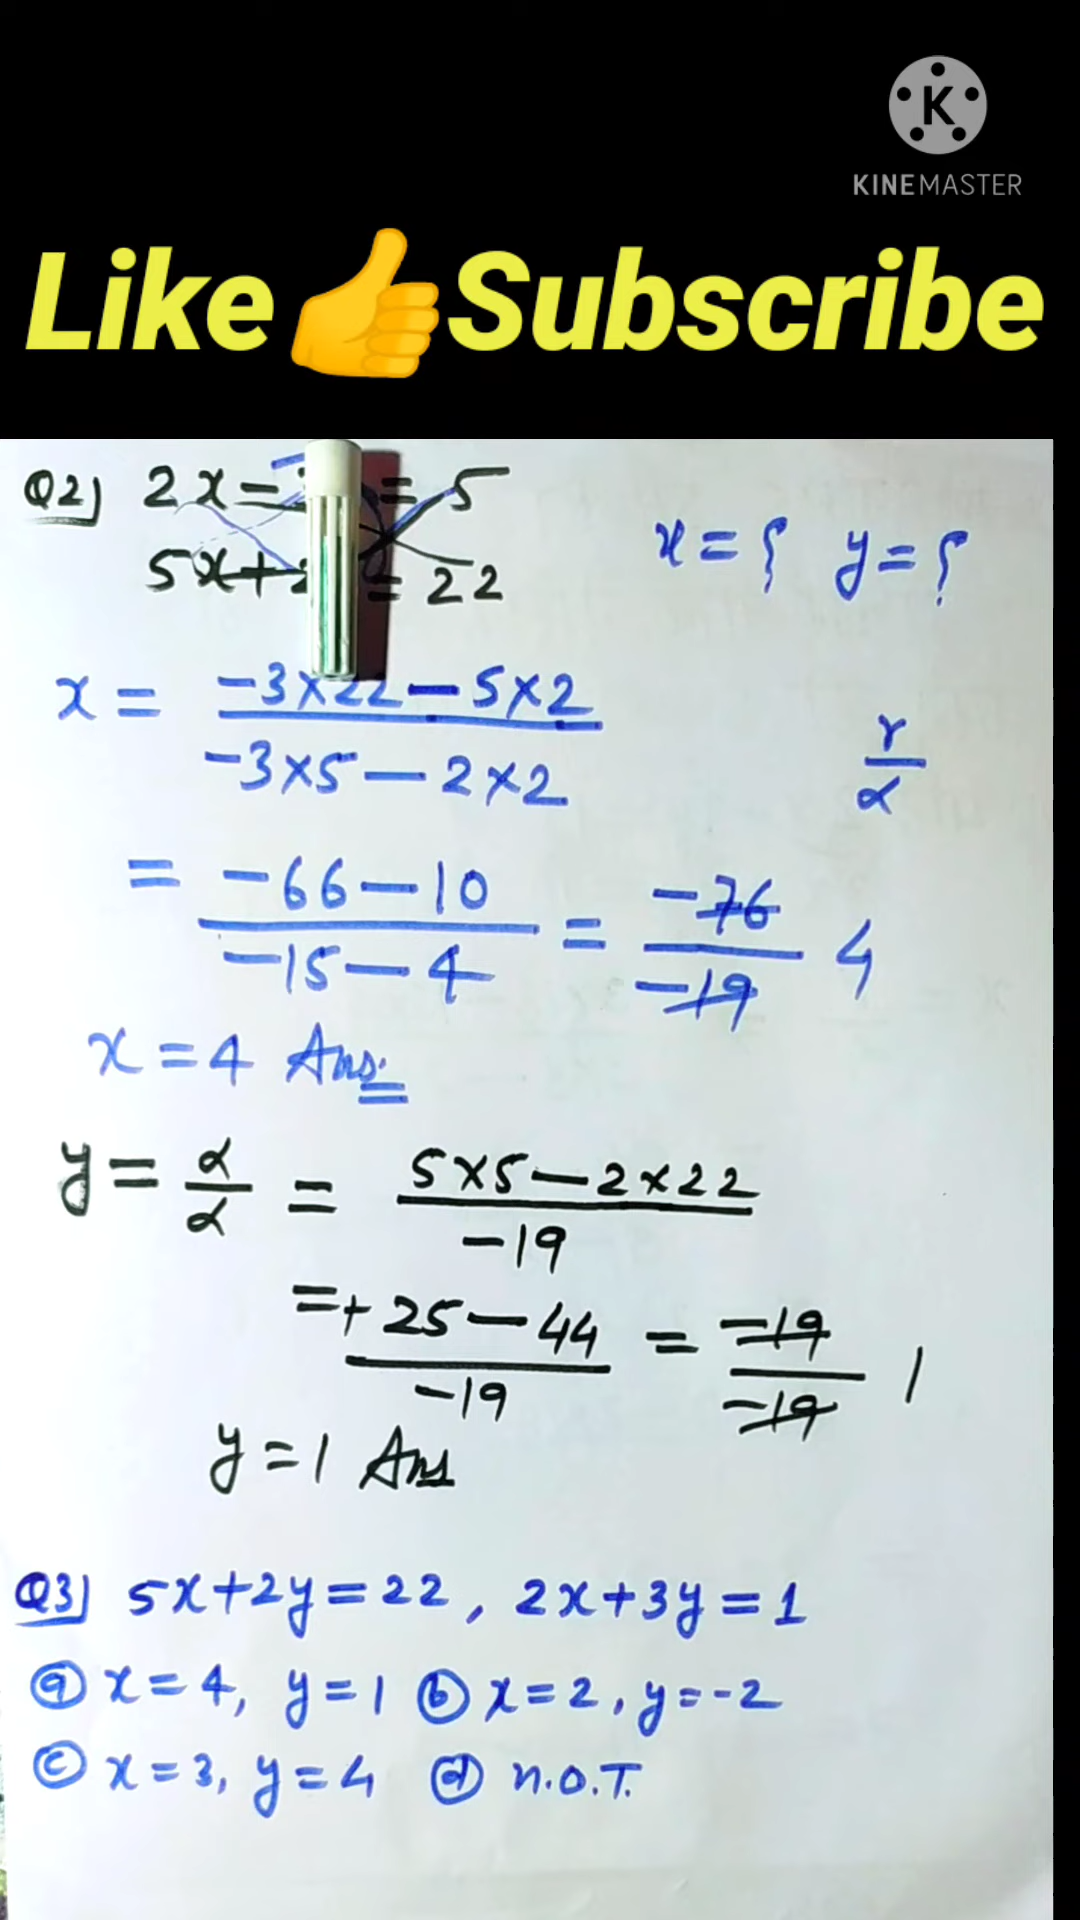 KINEMASTER
Like👍Subscribe
Q2) 2x- = 5
5x+ = 22
x=? y=?
x = -3×22-5×2 / -3×5-2×2
r/α
= -66-10 / -15-4 = -76 / -19 4
x=4 Ans.
y = α/α = 5×5-2×22 / -19
= +25-44 / -19 = -19 / -19 1
y=1 Ans
Q3) 5x+2y=22, 2x+3y=1
ⓐ x=4, y=1 ⓑ x=2, y=-2
ⓒ x=3, y=4 ⓓ n.o.T.